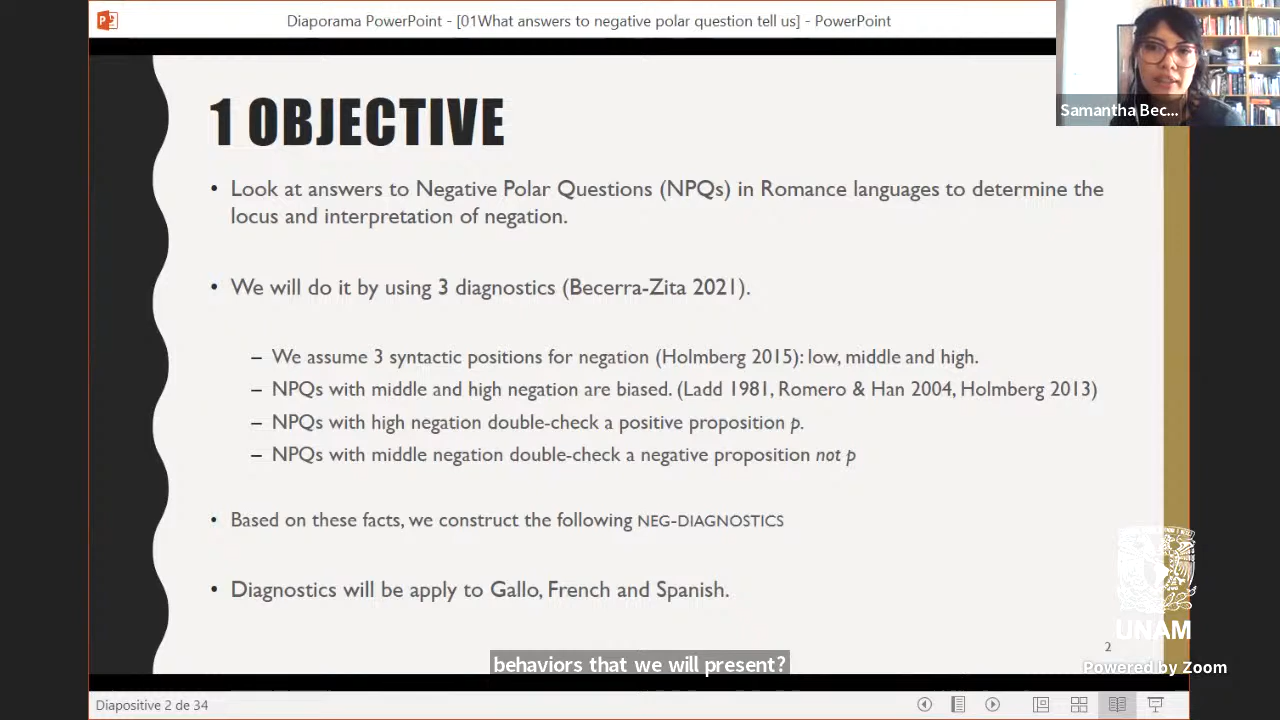 Diaporama PowerPoint - [01What answers to negative polar question tell us] - PowerPoint
Samantha Bec...
1 OBJECTIVE
• Look at answers to Negative Polar Questions (NPQs) in Romance languages to determine the
locus and interpretation of negation.
• We will do it by using 3 diagnostics (Becerra-Zita 2021).
– We assume 3 syntactic positions for negation (Holmberg 2015): low, middle and high.
– NPQs with middle and high negation are biased. (Ladd 1981, Romero & Han 2004, Holmberg 2013)
– NPQs with high negation double-check a positive proposition p.
– NPQs with middle negation double-check a negative proposition not p
• Based on these facts, we construct the following NEG-DIAGNOSTICS
• Diagnostics will be apply to Gallo, French and Spanish.
UNAM
2
behaviors that we will present?
Powered by Zoom
Diapositive 2 de 34